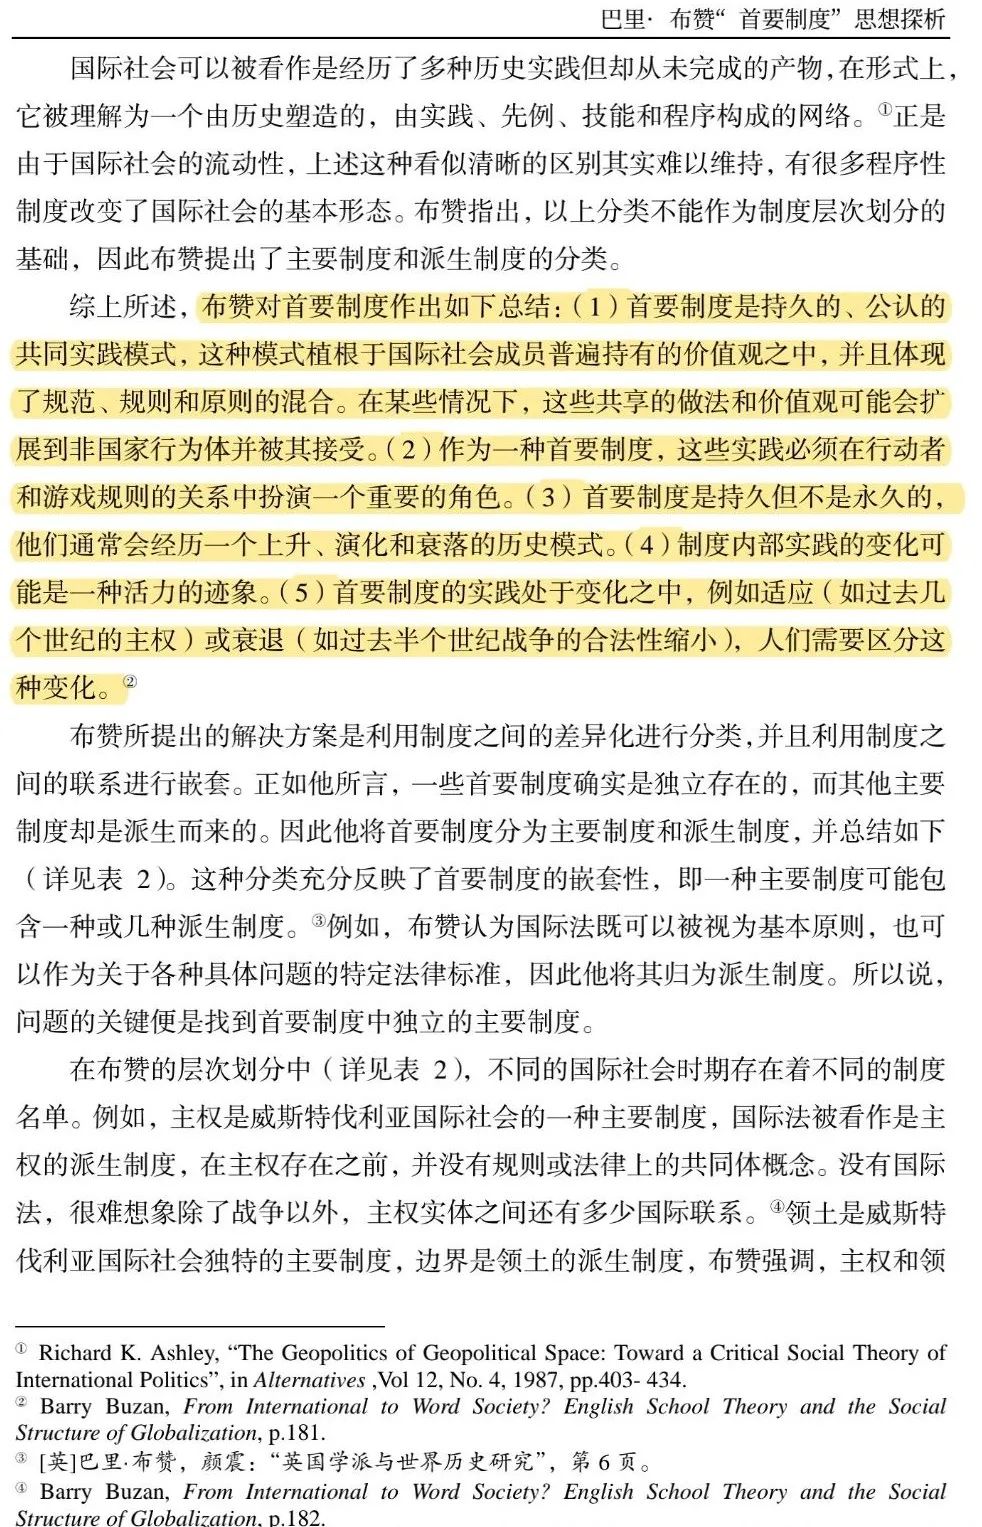 巴里·布赞“首要制度”思想探析
国际社会可以被看作是经历了多种历史实践但却从未完成的产物，在形式上，
它被理解为一个由历史塑造的，由实践、先例、技能和程序构成的网络。①正是
由于国际社会的流动性，上述这种看似清晰的区别其实难以维持，有很多程序性
制度改变了国际社会的基本形态。布赞指出，以上分类不能作为制度层次划分的
基础，因此布赞提出了主要制度和派生制度的分类。
综上所述，布赞对首要制度作出如下总结：（1）首要制度是持久的、公认的
共同实践模式，这种模式植根于国际社会成员普遍持有的价值观之中，并且体现
了规范、规则和原则的混合。在某些情况下，这些共享的做法和价值观可能会扩
展到非国家行为体并被其接受。（2）作为一种首要制度，这些实践必须在行动者
和游戏规则的关系中扮演一个重要的角色。（3）首要制度是持久但不是永久的，
他们通常会经历一个上升、演化和衰落的历史模式。（4）制度内部实践的变化可
能是一种活力的迹象。（5）首要制度的实践处于变化之中，例如适应（如过去几
个世纪的主权）或衰退（如过去半个世纪战争的合法性缩小），人们需要区分这
种变化。②
布赞所提出的解决方案是利用制度之间的差异化进行分类，并且利用制度之
间的联系进行嵌套。正如他所言，一些首要制度确实是独立存在的，而其他主要
制度却是派生而来的。因此他将首要制度分为主要制度和派生制度，并总结如下
（详见表 2）。这种分类充分反映了首要制度的嵌套性，即一种主要制度可能包
含一种或几种派生制度。③例如，布赞认为国际法既可以被视为基本原则，也可
以作为关于各种具体问题的特定法律标准，因此他将其归为派生制度。所以说，
问题的关键便是找到首要制度中独立的主要制度。
在布赞的层次划分中（详见表 2），不同的国际社会时期存在着不同的制度
名单。例如，主权是威斯特伐利亚国际社会的一种主要制度，国际法被看作是主
权的派生制度，在主权存在之前，并没有规则或法律上的共同体概念。没有国际
法，很难想象除了战争以外，主权实体之间还有多少国际联系。④领土是威斯特
伐利亚国际社会独特的主要制度，边界是领土的派生制度，布赞强调，主权和领
① Richard K. Ashley, “The Geopolitics of Geopolitical Space: Toward a Critical Social Theory of
International Politics”, in Alternatives ,Vol 12, No. 4, 1987, pp.403- 434.
② Barry Buzan, From International to Word Society? English School Theory and the Social
Structure of Globalization, p.181.
③ [英]巴里·布赞，颜震：“英国学派与世界历史研究”，第 6 页。
④ Barry Buzan, From International to Word Society? English School Theory and the Social
Structure of Globalization, p.182.